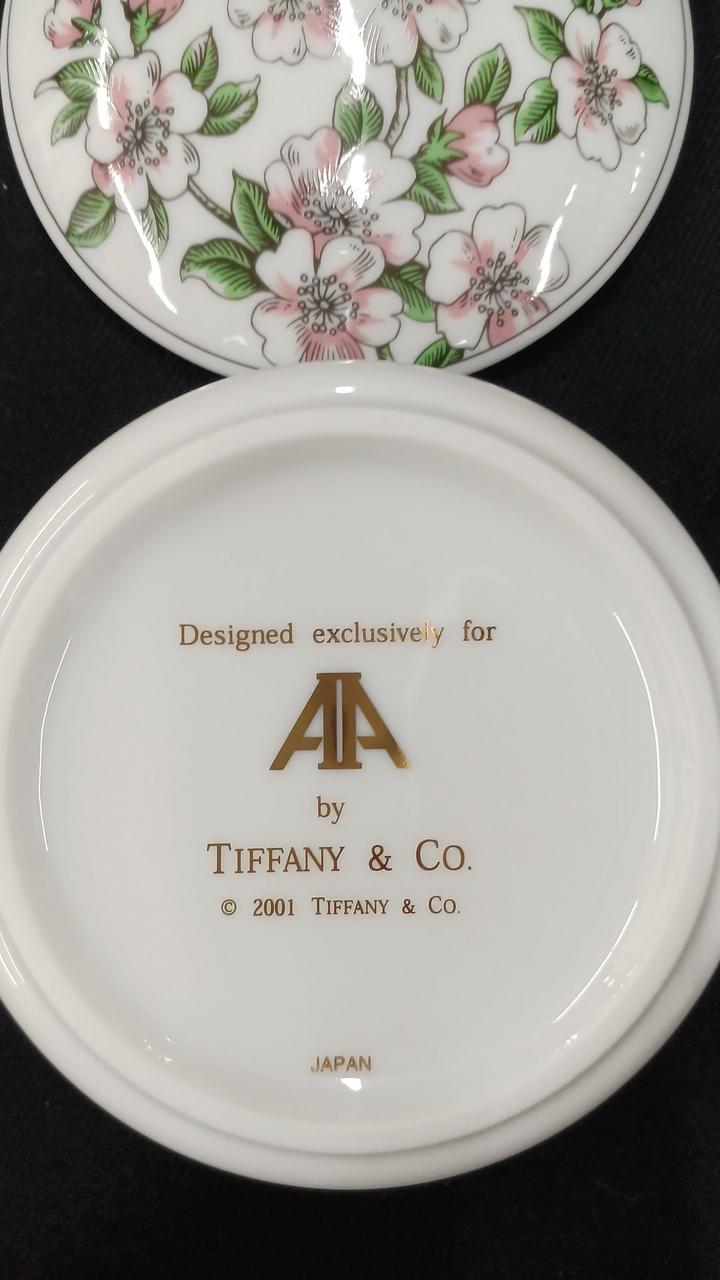 Designed exclusively for
AIA
by
TIFFANY & CO.
© 2001 TIFFANY & CO.
JAPAN